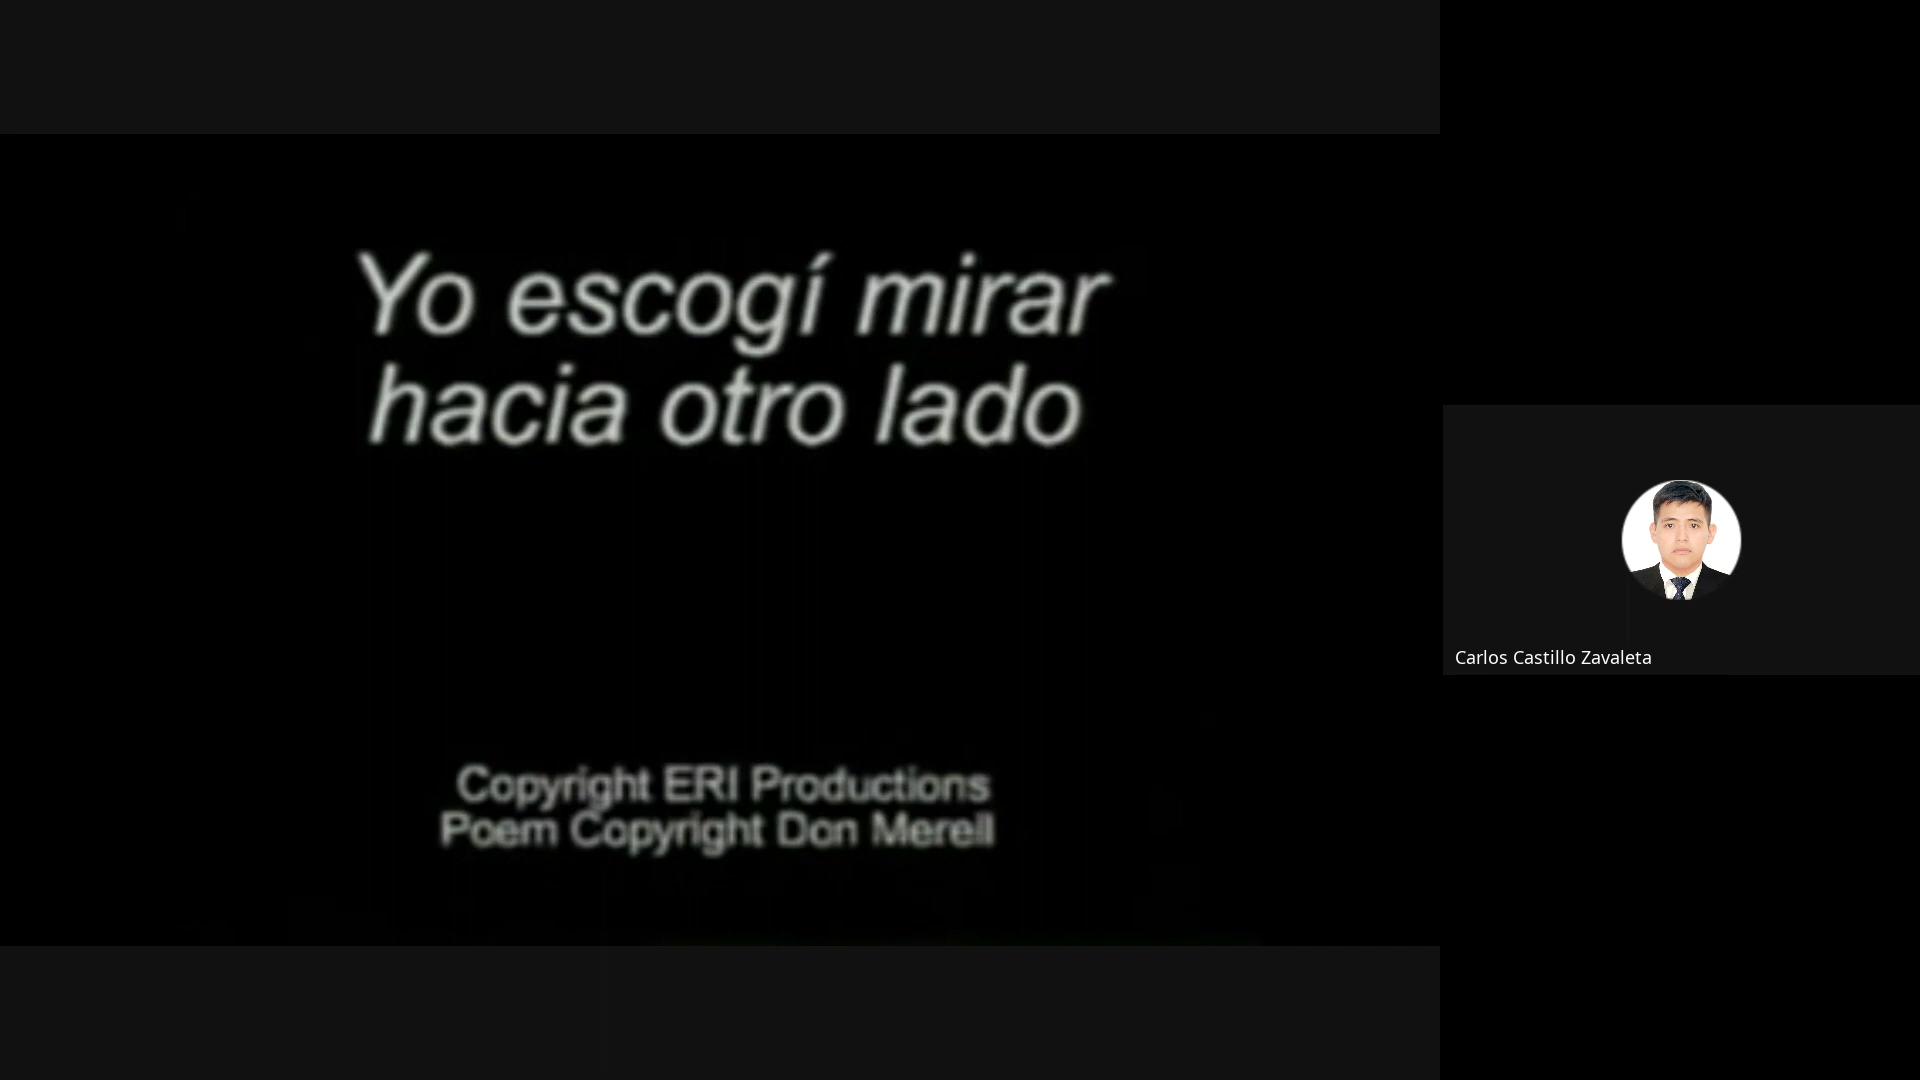 Yo escogí mirar
hacia otro lado
Copyright ERI Productions
Poem Copyright Don Merell
Carlos Castillo Zavaleta